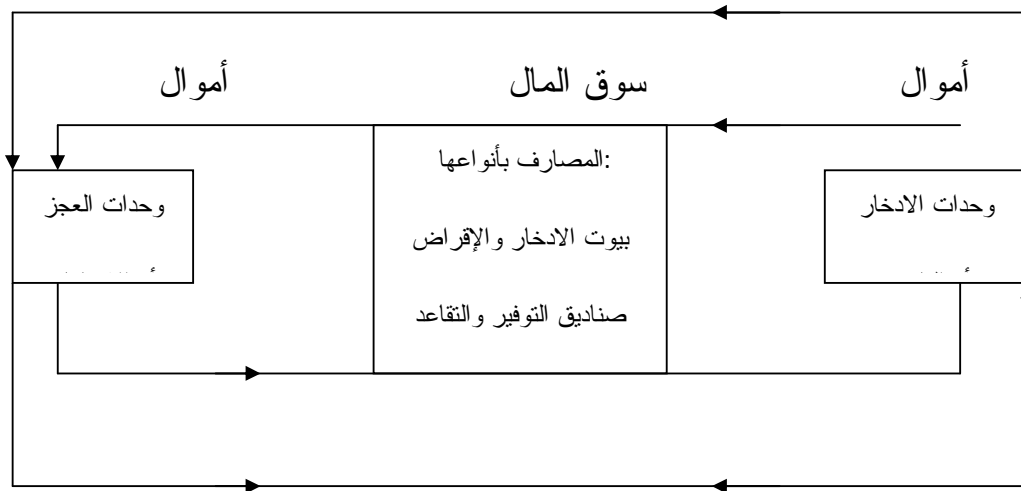 أموال
سوق المال
أموال
المصارف بأنواعها:
بيوت الادخار والإقراض
صناديق التوفير والتقاعد
وحدات الادخار
وحدات العجز